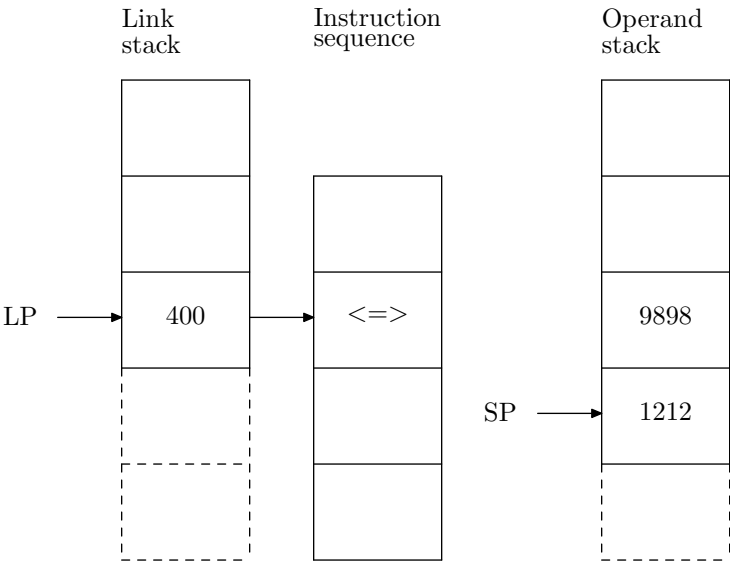 Link
stack
Instruction
sequence
Operand
stack
LP
400
<=>
9898
SP
1212